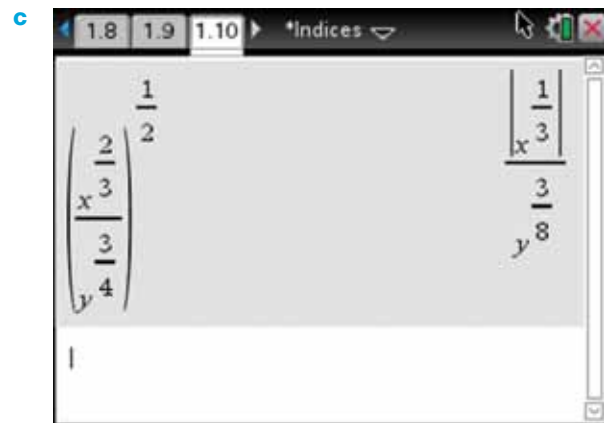 c
1.8 1.9 1.10 *Indices
(x^(2/3)/y^(3/4))^(1/2) |x^(1/3)|/y^(3/8)